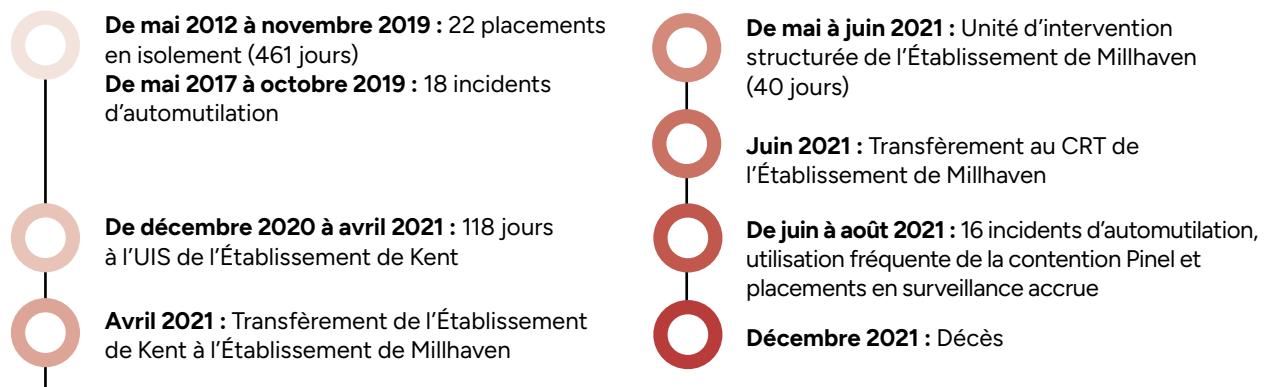 De mai 2012 à novembre 2019 : 22 placements
en isolement (461 jours)
De mai 2017 à octobre 2019 : 18 incidents
d’automutilation
De décembre 2020 à avril 2021 : 118 jours
à l’UIS de l’Établissement de Kent
Avril 2021 : Transfèrement de l’Établissement
de Kent à l’Établissement de Millhaven
De mai à juin 2021 : Unité d’intervention
structurée de l’Établissement de Millhaven
(40 jours)
Juin 2021 : Transfèrement au CRT de
l’Établissement de Millhaven
De juin à août 2021 : 16 incidents d’automutilation,
utilisation fréquente de la contention Pinel et
placements en surveillance accrue
Décembre 2021 : Décès